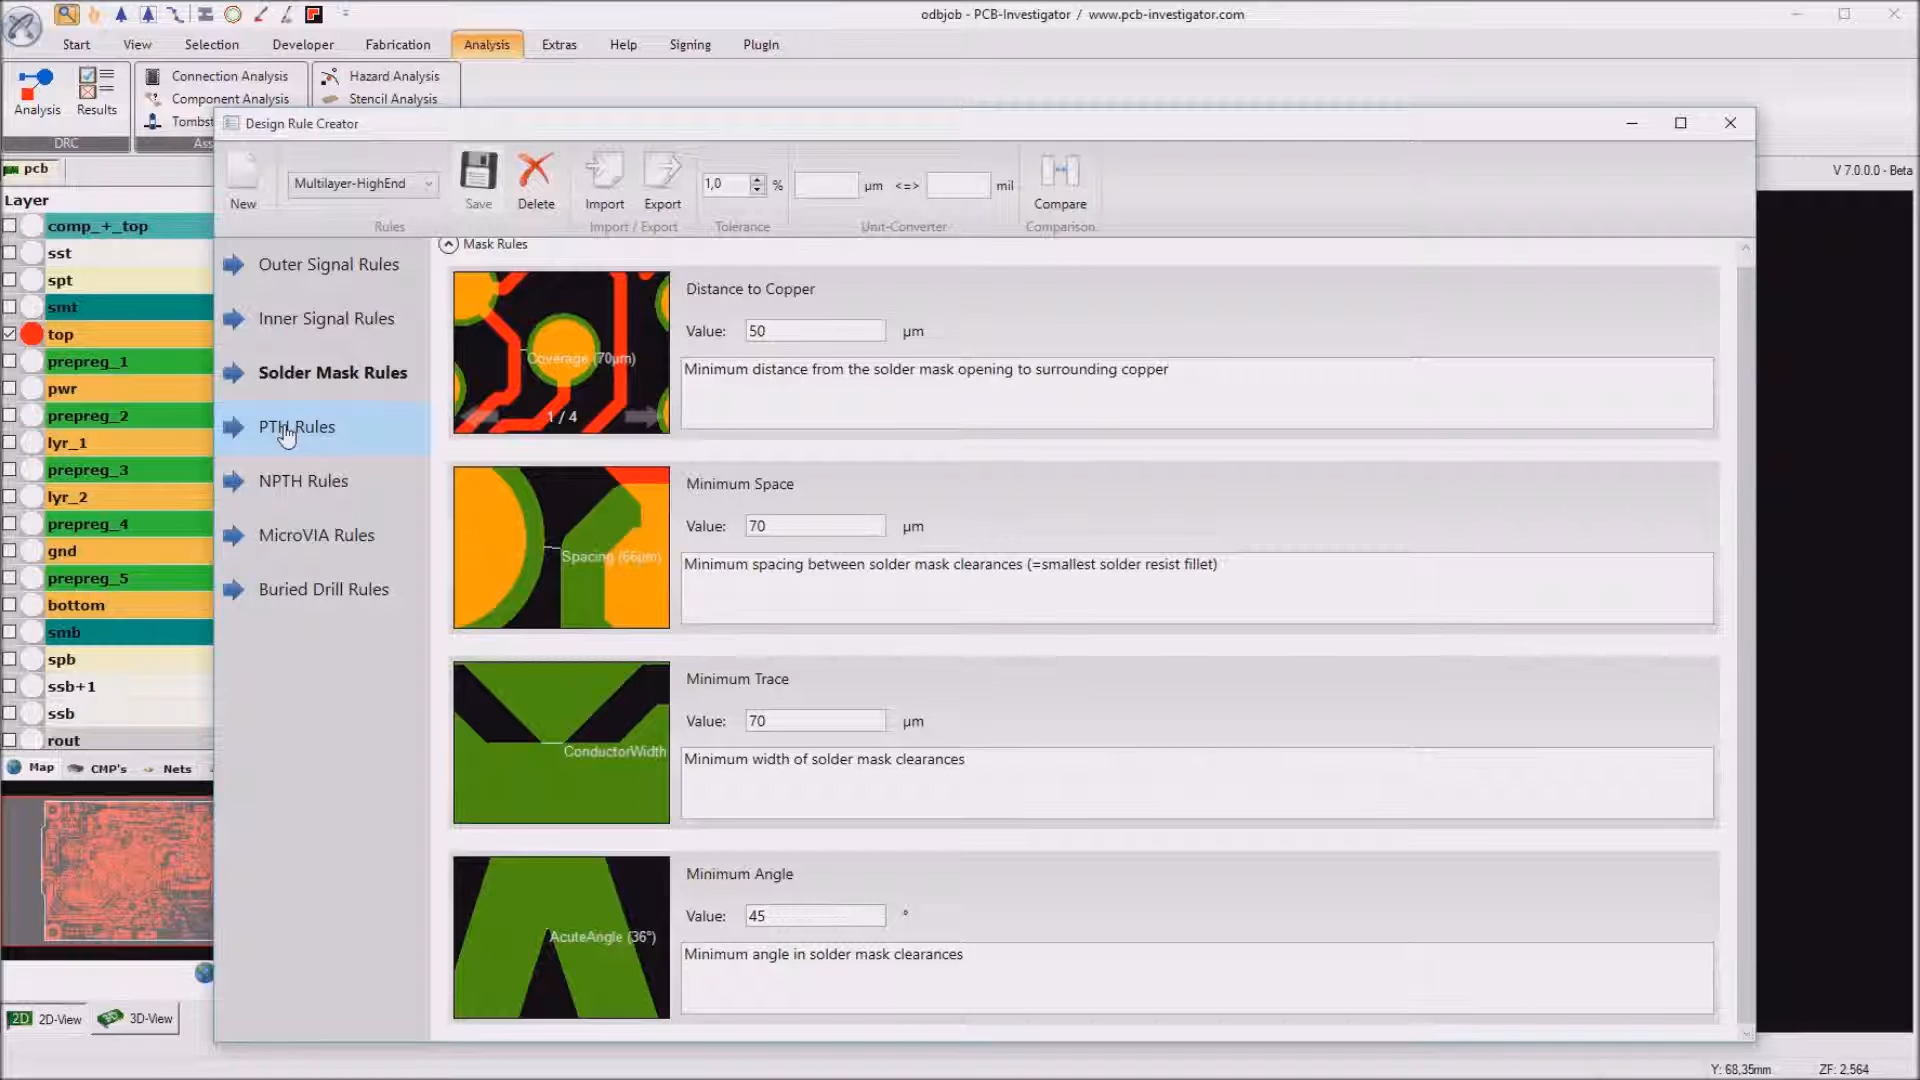 odbjob - PCB-Investigator / www.pcb-investigator.com
Start View Selection Developer Fabrication Analysis Extras Help Signing PlugIn
Analysis Results
DRC
Connection Analysis
Component Analysis
Tombst
Ass
Hazard Analysis
Stencil Analysis
V 7.0.0.0 - Beta
pcb
Layer
comp_+_top
sst
spt
smt
top
prepreg_1
pwr
prepreg_2
lyr_1
prepreg_3
lyr_2
prepreg_4
gnd
prepreg_5
bottom
smb
spb
ssb+1
ssb
rout
Map CMP's Nets
2D 2D-View 3D-View
Design Rule Creator
New
Multilayer-HighEnd
Save
Delete
Rules
Import
Export
Import / Export
1,0 %
Tolerance
µm <=> mil
Unit-Converter
Compare
Comparison
Outer Signal Rules
Inner Signal Rules
Solder Mask Rules
PTH Rules
NPTH Rules
MicroVIA Rules
Buried Drill Rules
Mask Rules
Coverage (70µm)
1 / 4
Distance to Copper
Value: 50 µm
Minimum distance from the solder mask opening to surrounding copper
Spacing (66µm)
Minimum Space
Value: 70 µm
Minimum spacing between solder mask clearances (=smallest solder resist fillet)
ConductorWidth
Minimum Trace
Value: 70 µm
Minimum width of solder mask clearances
AcuteAngle (36°)
Minimum Angle
Value: 45 °
Minimum angle in solder mask clearances
Y: 68,35mm ZF: 2,564